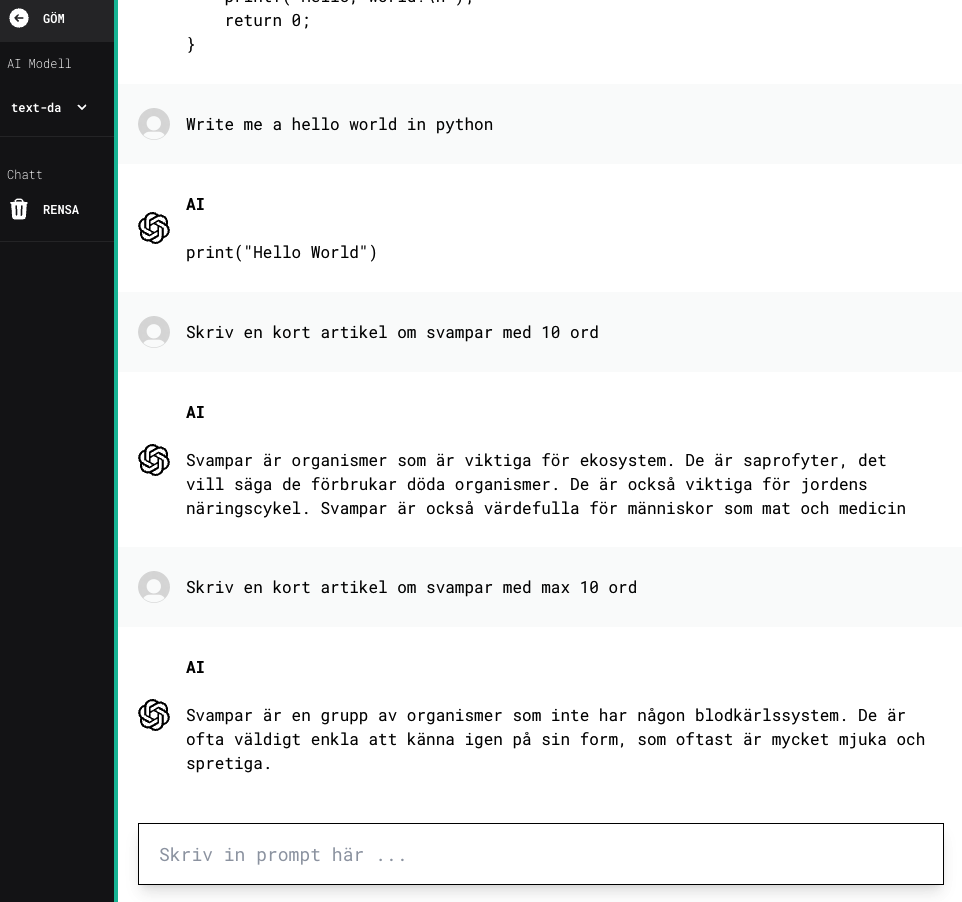 GÖM
AI Modell
text-da
Chatt
RENSA
return 0;
}
Write me a hello world in python
AI
print("Hello World")
Skriv en kort artikel om svampar med 10 ord
AI
Svampar är organismer som är viktiga för ekosystem. De är saprofyter, det
vill säga de förbrukar döda organismer. De är också viktiga för jordens
näringscykel. Svampar är också värdefulla för människor som mat och medicin
Skriv en kort artikel om svampar med max 10 ord
AI
Svampar är en grupp av organismer som inte har någon blodkärlssystem. De är
ofta väldigt enkla att känna igen på sin form, som oftast är mycket mjuka och
spretiga.
Skriv in prompt här ...